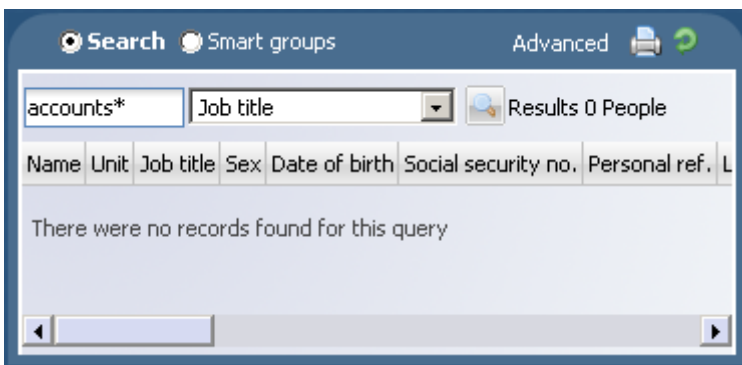 Search Smart groups Advanced
accounts* Job title Results 0 People
Name Unit Job title Sex Date of birth Social security no. Personal ref. L
There were no records found for this query